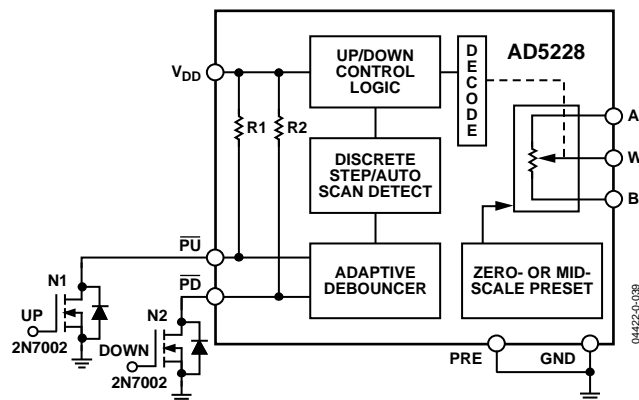 AD5228
UP/DOWN
CONTROL
LOGIC
DECODE
VDD
R1
R2
A
W
B
DISCRETE
STEP/AUTO
SCAN DETECT
PU
PD
ADAPTIVE
DEBOUNCER
ZERO- OR MID-
SCALE PRESET
N1
UP
2N7002
N2
DOWN
2N7002
PRE
GND
04422-0-039